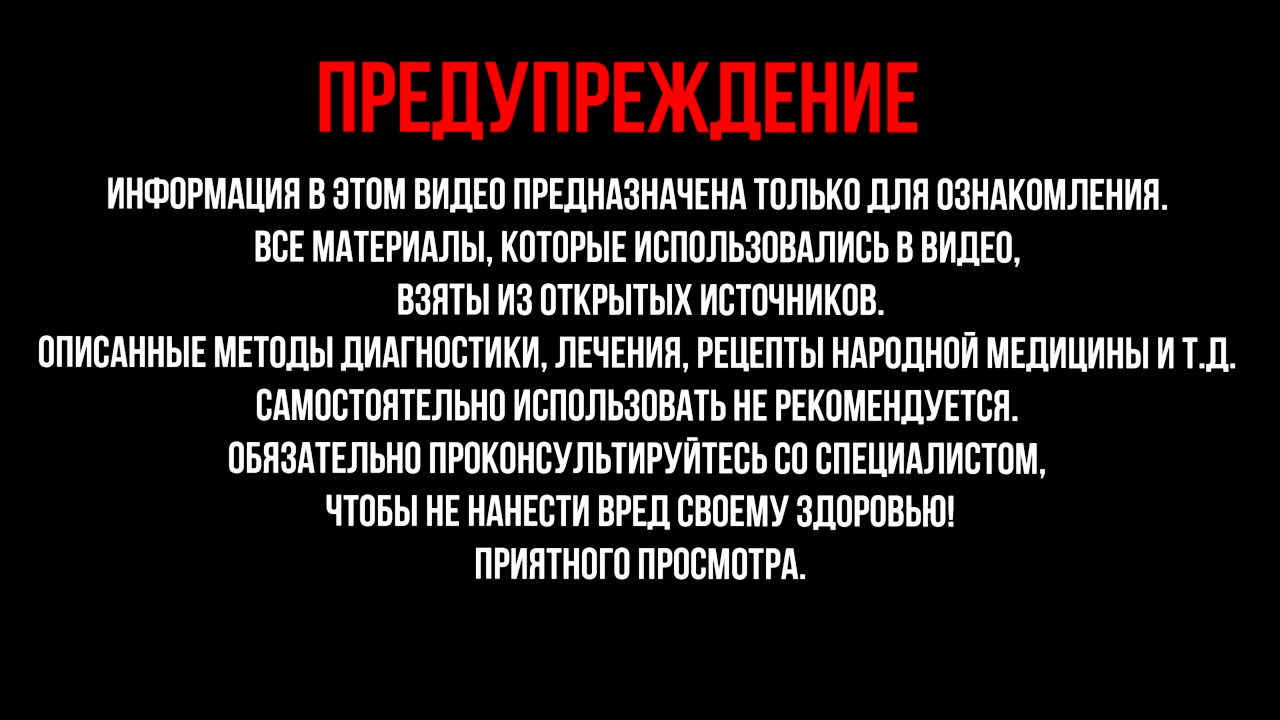 ПРЕДУПРЕЖДЕНИЕ
ИНФОРМАЦИЯ В ЭТОМ ВИДЕО ПРЕДНАЗНАЧЕНА ТОЛЬКО ДЛЯ ОЗНАКОМЛЕНИЯ.
ВСЕ МАТЕРИАЛЫ, КОТОРЫЕ ИСПОЛЬЗОВАЛИСЬ В ВИДЕО,
ВЗЯТЫ ИЗ ОТКРЫТЫХ ИСТОЧНИКОВ.
ОПИСАННЫЕ МЕТОДЫ ДИАГНОСТИКИ, ЛЕЧЕНИЯ, РЕЦЕПТЫ НАРОДНОЙ МЕДИЦИНЫ И Т.Д.
САМОСТОЯТЕЛЬНО ИСПОЛЬЗОВАТЬ НЕ РЕКОМЕНДУЕТСЯ.
ОБЯЗАТЕЛЬНО ПРОКОНСУЛЬТИРУЙТЕСЬ СО СПЕЦИАЛИСТОМ,
ЧТОБЫ НЕ НАНЕСТИ ВРЕД СВОЕМУ ЗДОРОВЬЮ!
ПРИЯТНОГО ПРОСМОТРА.